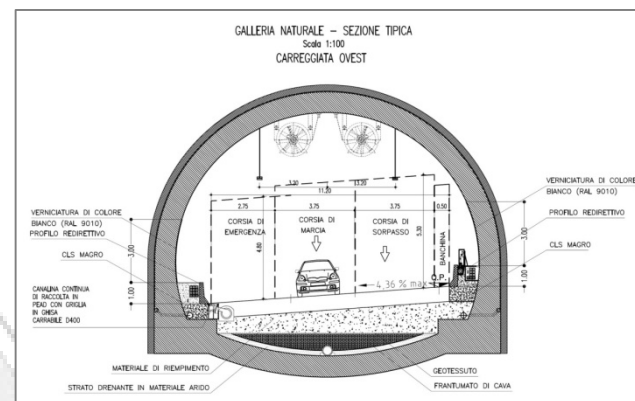 GALLERIA NATURALE – SEZIONE TIPICA
Scala 1:100
CARREGGIATA OVEST
3.20
13.20
11.20
2.75
3.75
3.75
0.50
CORSIA DI
EMERGENZA
CORSIA DI
MARCIA
CORSIA DI
SORPASSO
BANCHINA
4.80
5.30
Q.P.
4,36 % max
VERNICIATURA DI COLORE
BIANCO (RAL 9010)
PROFILO REDIRETTIVO
CLS MAGRO
CANALINA CONTINUA
DI RACCOLTA IN
PEAD CON GRIGLIA
IN GHISA
CARRABILE D400
3.00
1.00
VERNICIATURA DI COLORE
BIANCO (RAL 9010)
PROFILO REDIRETTIVO
CLS MAGRO
3.00
1.00
MATERIALE DI RIEMPIMENTO
STRATO DRENANTE IN MATERIALE ARIDO
GEOTESSUTO
FRANTUMATO DI CAVA